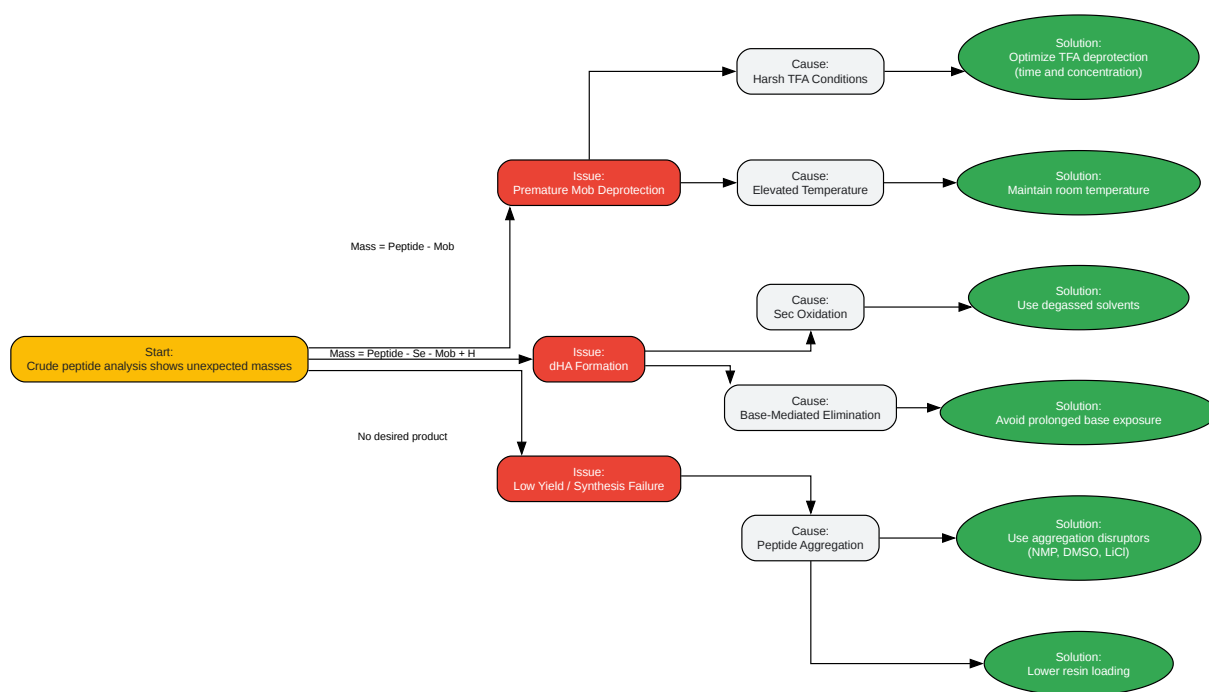 Solution:
Optimize TFA deprotection
(time and concentration)
Cause:
Harsh TFA Conditions
Issue:
Premature Mob Deprotection
Cause:
Elevated Temperature
Solution:
Maintain room temperature
Mass = Peptide - Mob
Cause:
Sec Oxidation
Solution:
Use degassed solvents
Start:
Crude peptide analysis shows unexpected masses
Mass = Peptide - Se - Mob + H
Issue:
dHA Formation
Cause:
Base-Mediated Elimination
Solution:
Avoid prolonged base exposure
No desired product
Issue:
Low Yield / Synthesis Failure
Cause:
Peptide Aggregation
Solution:
Use aggregation disruptors
(NMP, DMSO, LiCl)
Solution:
Lower resin loading